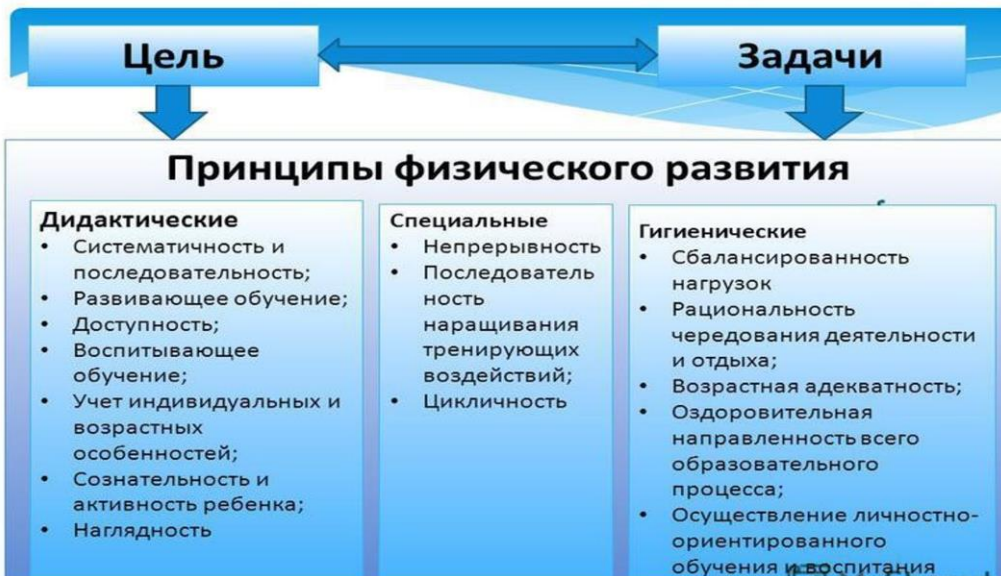 Цель
Задачи
Принципы физического развития
Дидактические
• Систематичность и
последовательность;
• Развивающее обучение;
• Доступность;
• Воспитывающее
обучение;
• Учет индивидуальных и
возрастных
особенностей;
• Сознательность и
активность ребенка;
• Наглядность
Специальные
• Непрерывность
• Последователь
ность
наращивания
тренирующих
воздействий;
• Цикличность
Гигиенические
• Сбалансированность
нагрузок
• Рациональность
чередования деятельности
и отдыха;
• Возрастная адекватность;
• Оздоровительная
направленность всего
образовательного
процесса;
• Осуществление личностно-
ориентированного
обучения и воспитания